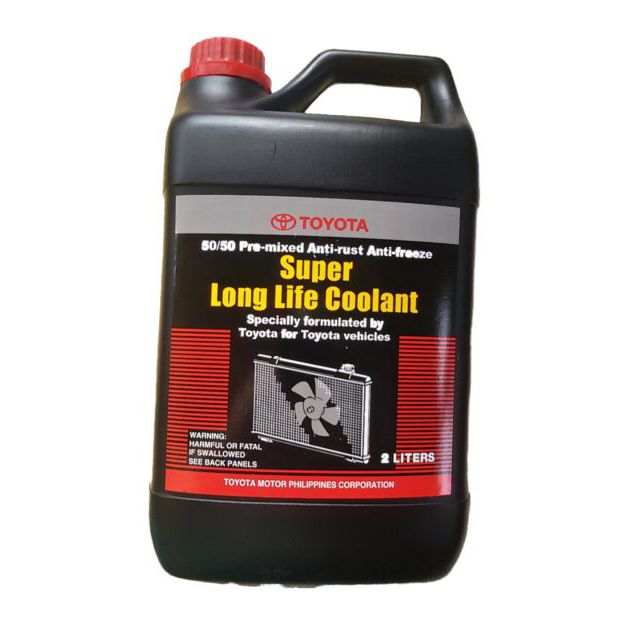 TOYOTA
50/50 Pre-mixed Anti-rust Anti-freeze
Super
Long Life Coolant
Specially formulated by
Toyota for Toyota vehicles
WARNING:
HARMFUL OR FATAL
IF SWALLOWED
SEE BACK PANELS
2 LITERS
TOYOTA MOTOR PHILIPPINES CORPORATION